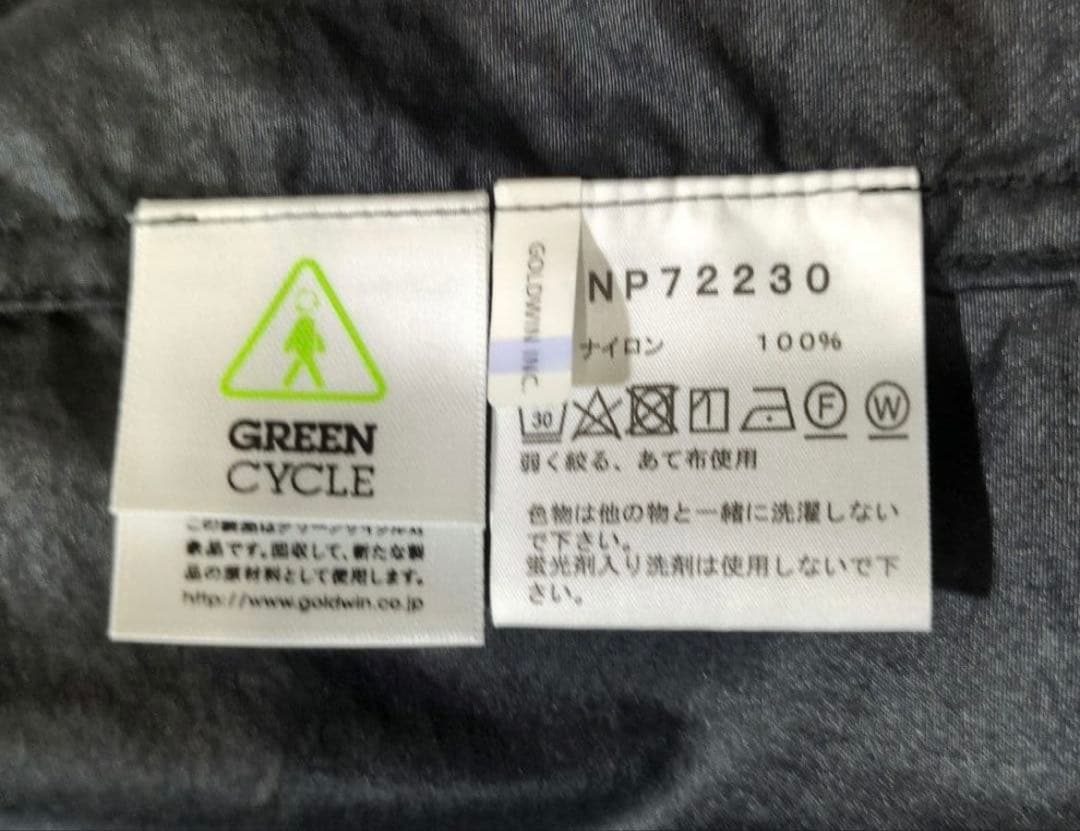 GREEN
CYCLE
象品です。回収して、新たな製
品の原材料として使用します。
http://www.goldwin.co.jp
GOLDWIN INC.
NP72230
ナイロン 100%
30
F
W
弱く絞る、あて布使用
色物は他の物と一緒に洗濯しない
で下さい。
蛍光剤入り洗剤は使用しないで下
さい。